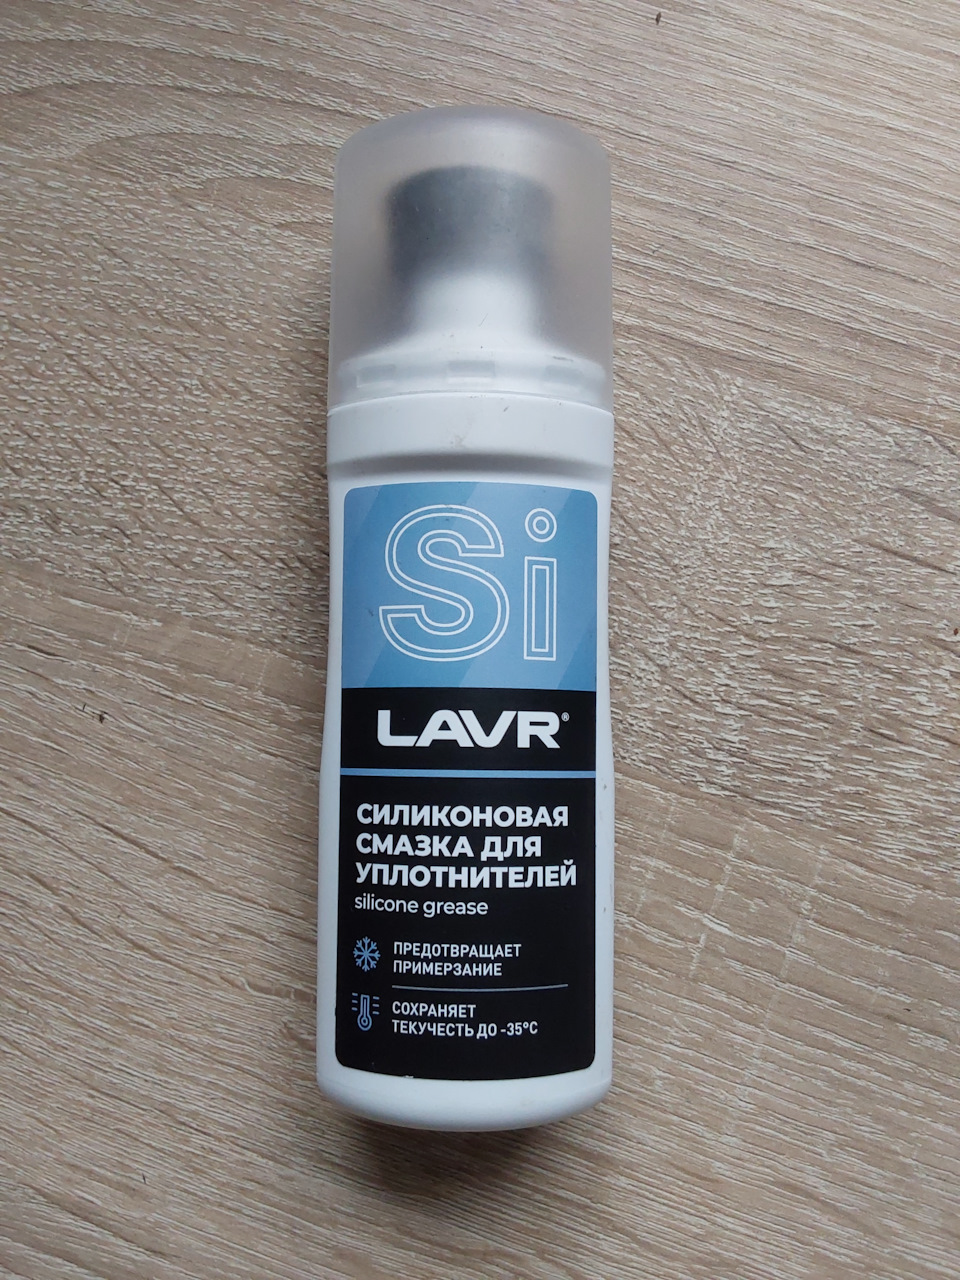 Si
LAVR®
СИЛИКОНОВАЯ
СМАЗКА ДЛЯ
УПЛОТНИТЕЛЕЙ
silicone grease
ПРЕДОТВРАЩАЕТ
ПРИМЕРЗАНИЕ
СОХРАНЯЕТ
ТЕКУЧЕСТЬ ДО -35°С